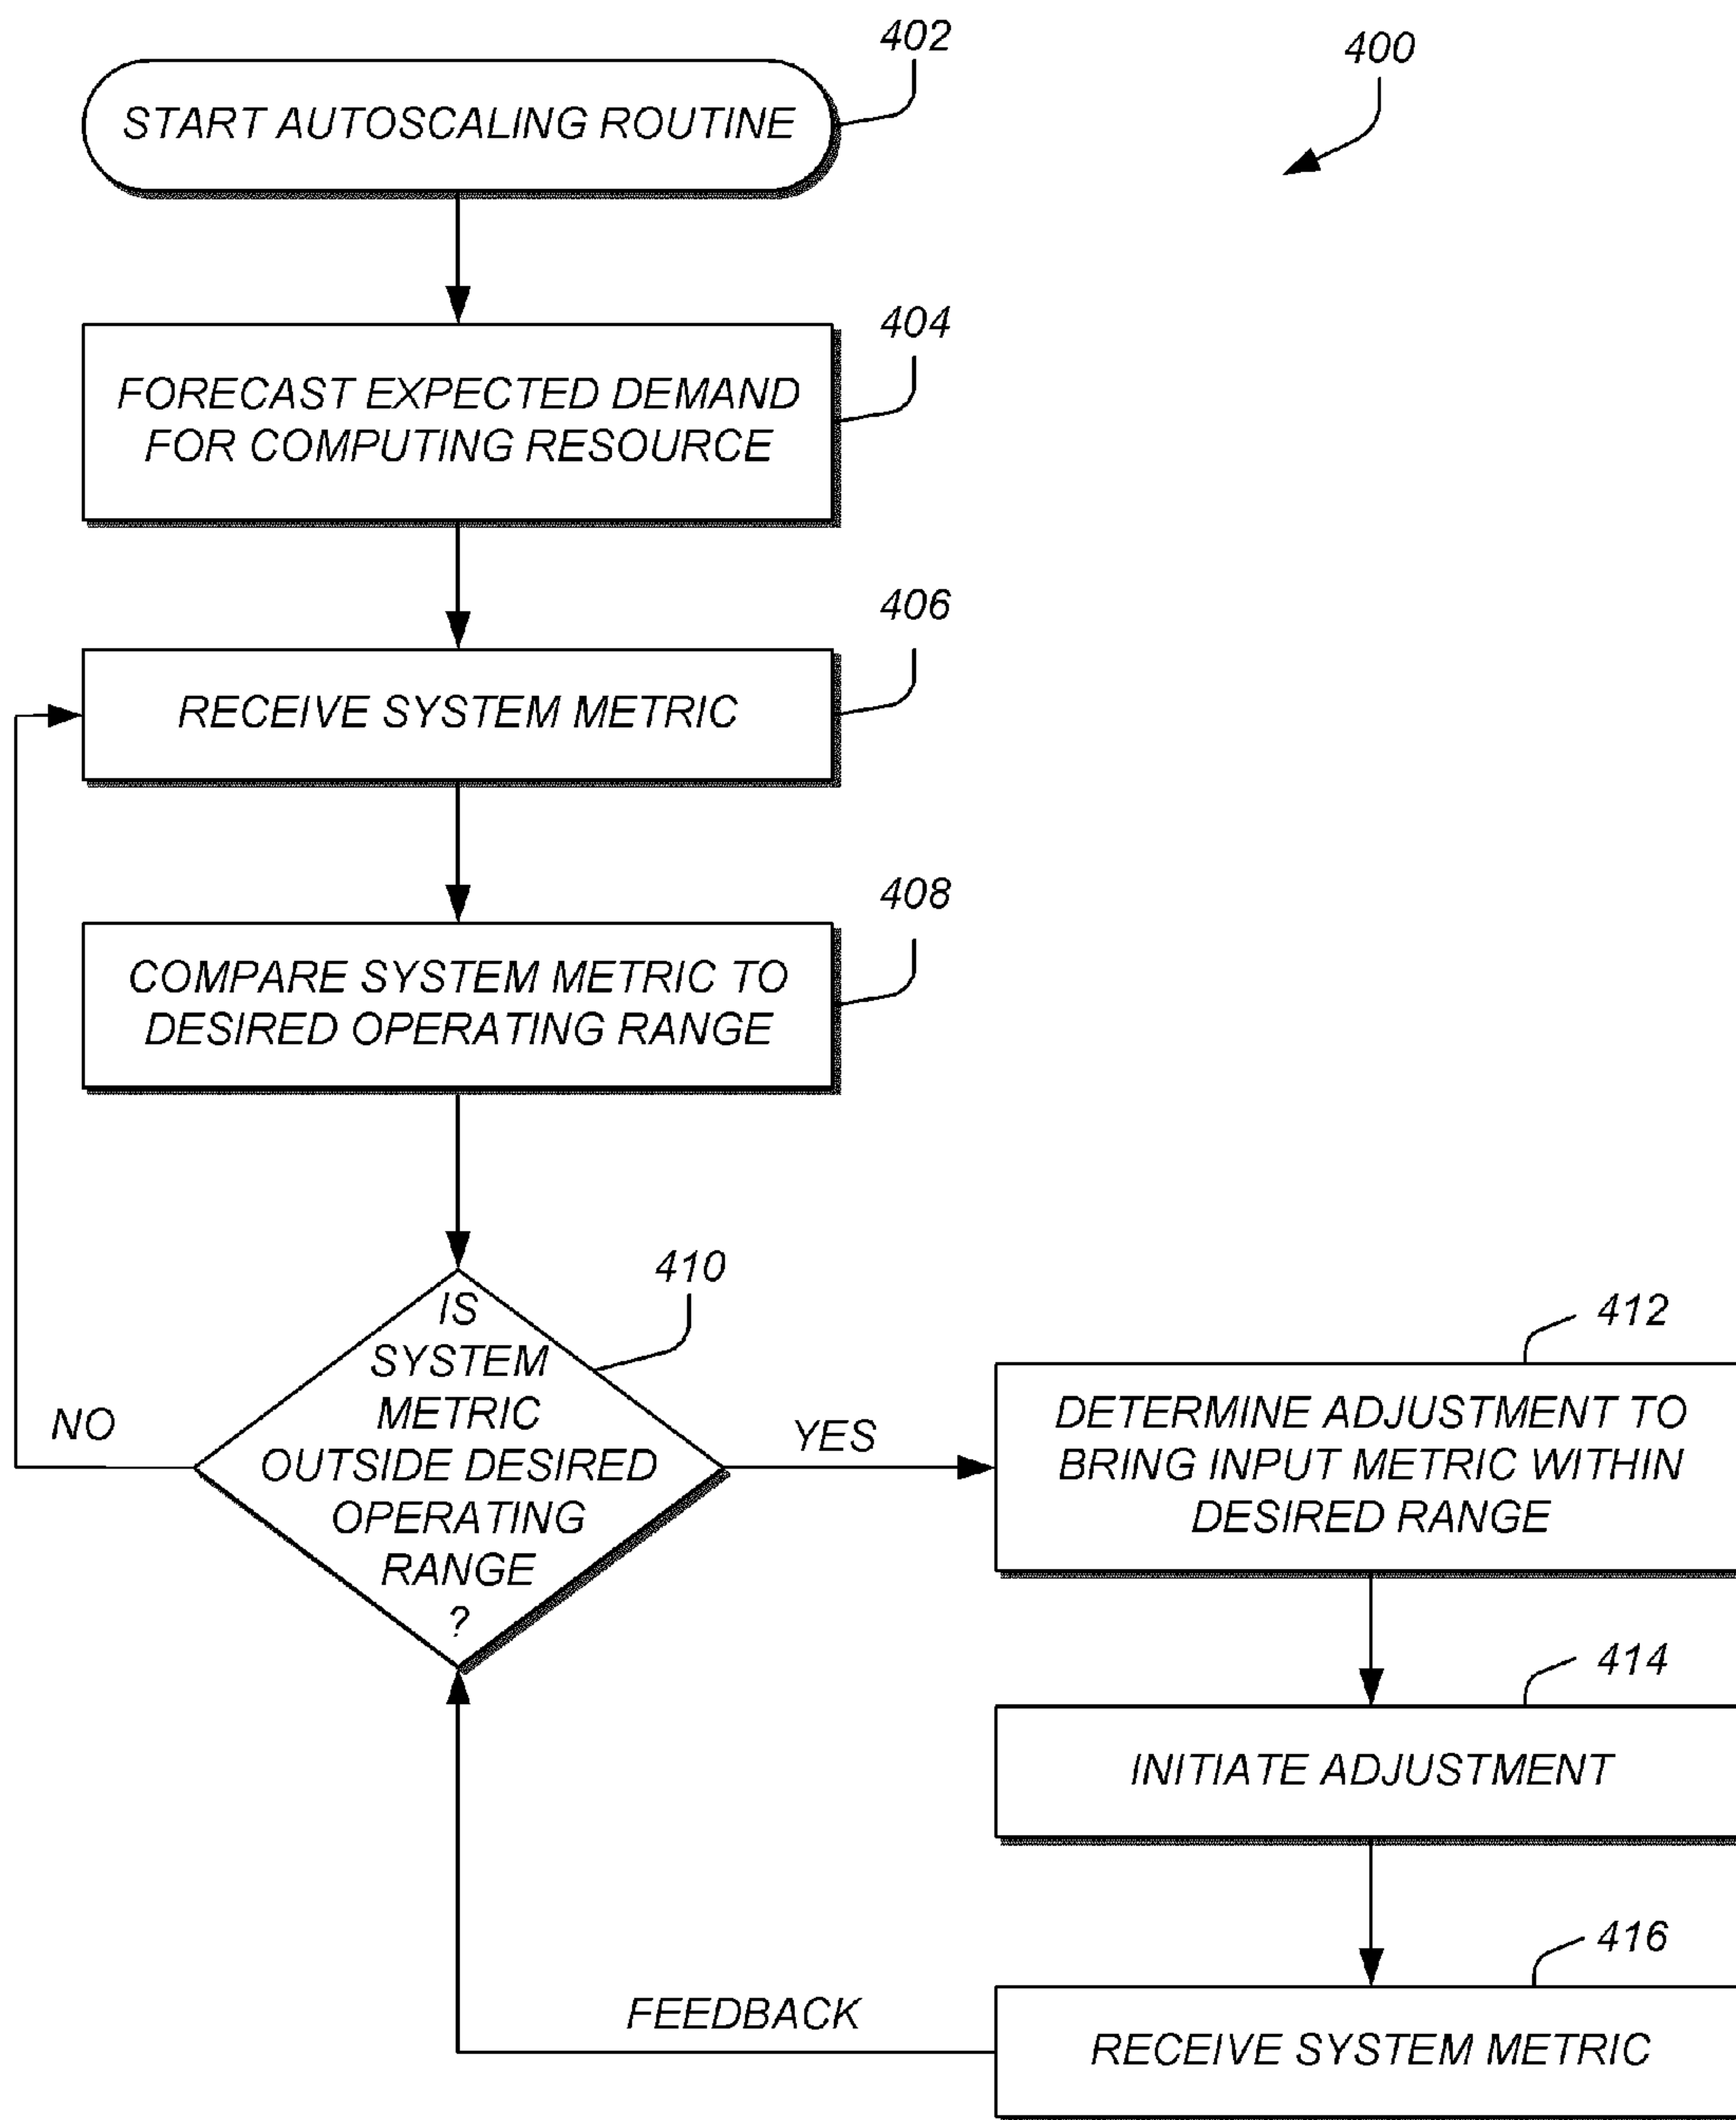 402
400
START AUTOSCALING ROUTINE
404
FORECAST EXPECTED DEMAND
FOR COMPUTING RESOURCE
406
RECEIVE SYSTEM METRIC
408
COMPARE SYSTEM METRIC TO
DESIRED OPERATING RANGE
410
IS
SYSTEM
METRIC
OUTSIDE DESIRED
OPERATING
RANGE
?
NO
YES
412
DETERMINE ADJUSTMENT TO
BRING INPUT METRIC WITHIN
DESIRED RANGE
414
INITIATE ADJUSTMENT
416
RECEIVE SYSTEM METRIC
FEEDBACK